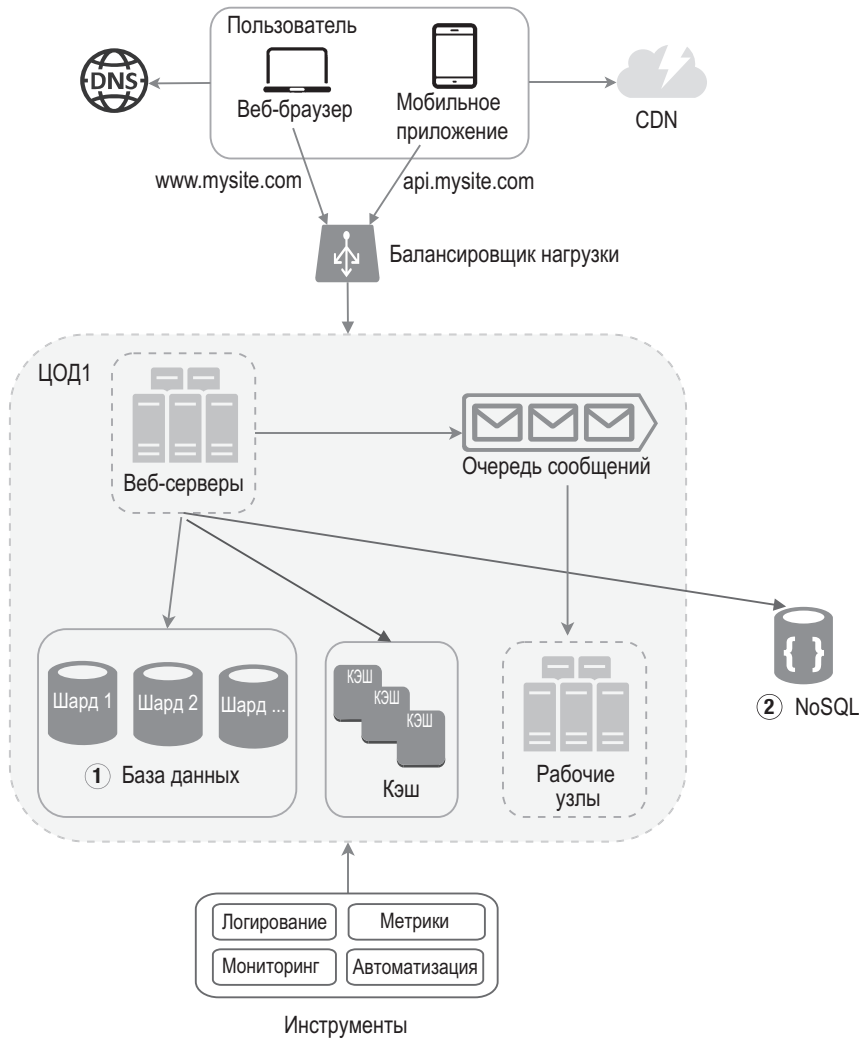 Пользователь
DNS
Веб-браузер
Мобильное
приложение
CDN
www.mysite.com
api.mysite.com
Балансировщик нагрузки
ЦОД1
Веб-серверы
Очередь сообщений
Шард 1
Шард 2
Шард ...
1 База данных
КЭШ
КЭШ
КЭШ
Кэш
Рабочие
узлы
{ }
2 NoSQL
Логирование
Метрики
Мониторинг
Автоматизация
Инструменты